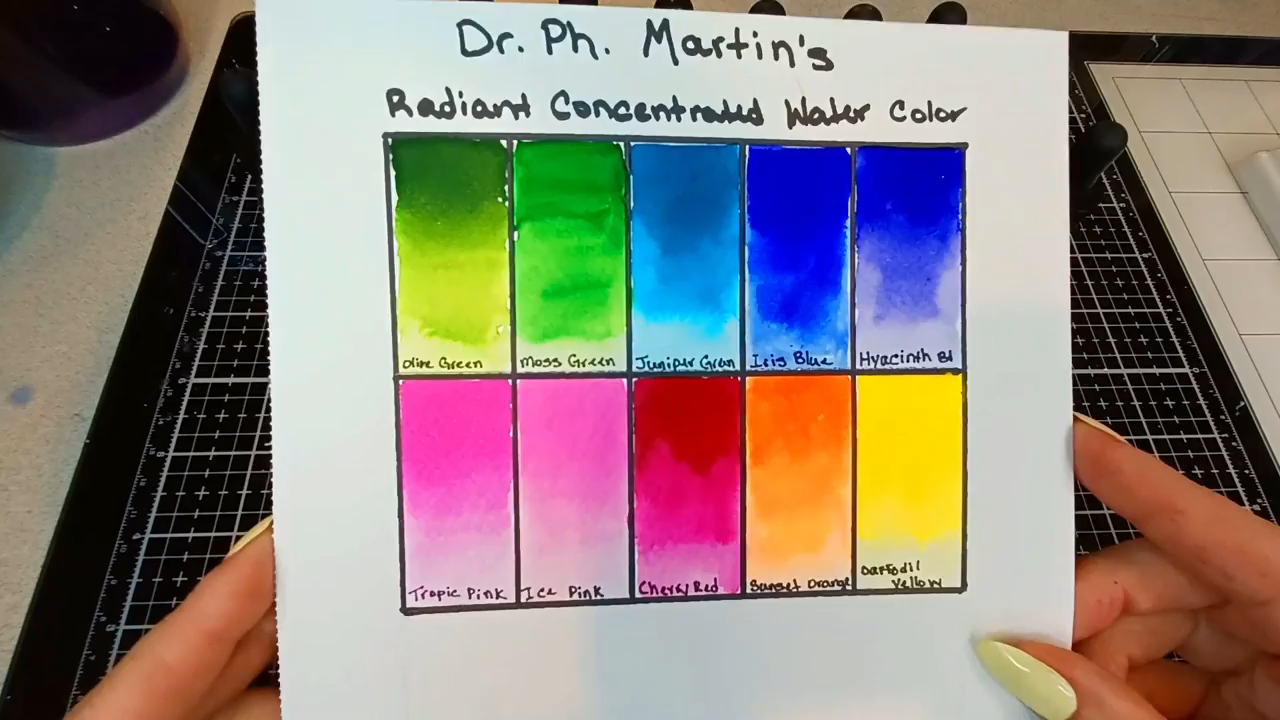 Dr. Ph. Martin's
Radiant Concentrated Water Color
Olive Green
Moss Green
Juniper Green
Iris Blue
Hyacinth Bl
Tropic Pink
Ice Pink
Cherry Red
Sunset Orange
Daffodil
Yellow